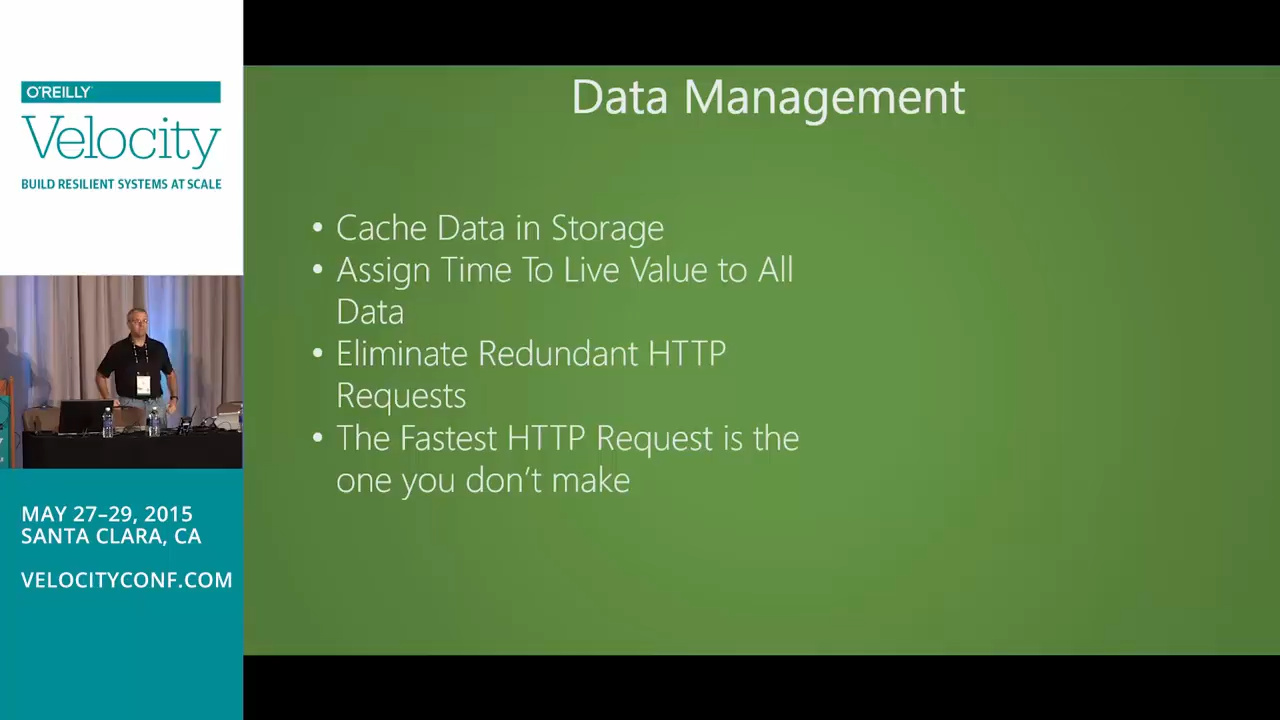 O'REILLY
Velocity
BUILD RESILIENT SYSTEMS AT SCALE
MAY 27–29, 2015
SANTA CLARA, CA
VELOCITYCONF.COM
Data Management
• Cache Data in Storage
• Assign Time To Live Value to All
Data
• Eliminate Redundant HTTP
Requests
• The Fastest HTTP Request is the
one you don't make